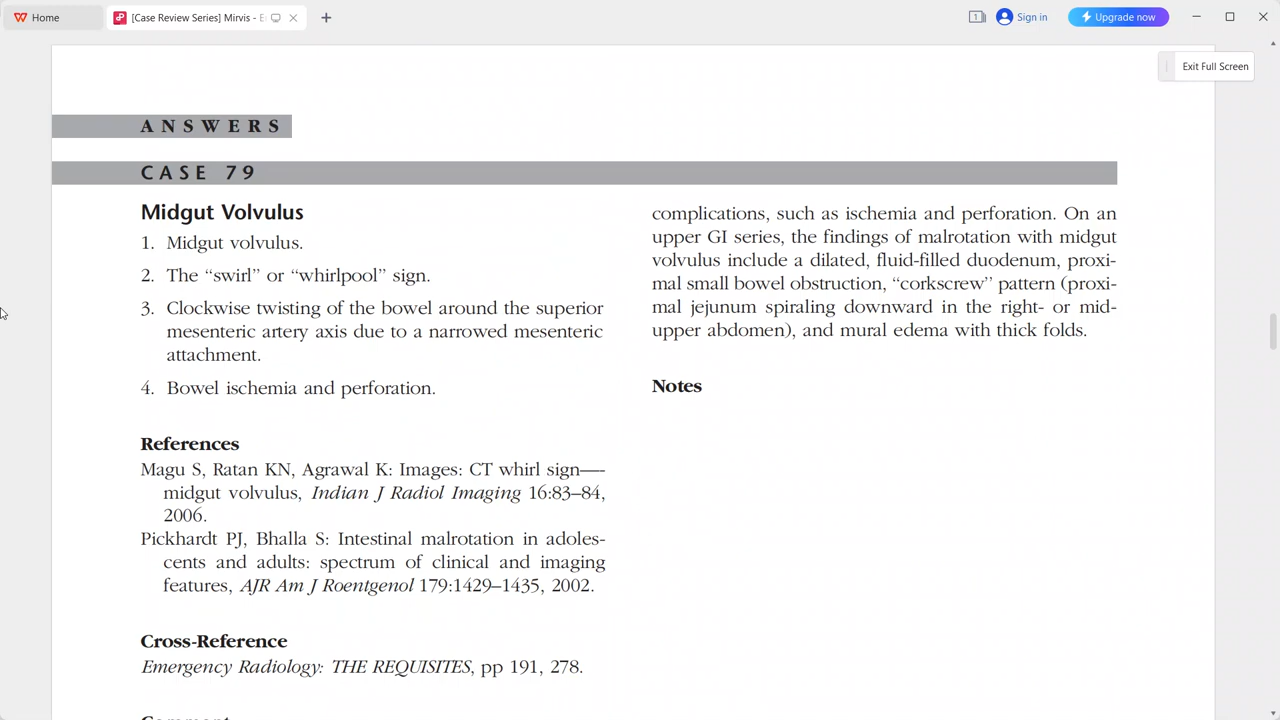 Home
[Case Review Series] Mirvis - E
1
Sign in
Upgrade now
Exit Full Screen
ANSWERS
CASE 79
Midgut Volvulus
1. Midgut volvulus.
2. The “swirl” or “whirlpool” sign.
3. Clockwise twisting of the bowel around the superior
mesenteric artery axis due to a narrowed mesenteric
attachment.
4. Bowel ischemia and perforation.
References
Magu S, Ratan KN, Agrawal K: Images: CT whirl sign—-
midgut volvulus, Indian J Radiol Imaging 16:83–84,
2006.
Pickhardt PJ, Bhalla S: Intestinal malrotation in adoles-
cents and adults: spectrum of clinical and imaging
features, AJR Am J Roentgenol 179:1429–1435, 2002.
Cross-Reference
Emergency Radiology: THE REQUISITES, pp 191, 278.
Comment
complications, such as ischemia and perforation. On an
upper GI series, the findings of malrotation with midgut
volvulus include a dilated, fluid-filled duodenum, proxi-
mal small bowel obstruction, “corkscrew” pattern (proxi-
mal jejunum spiraling downward in the right- or mid-
upper abdomen), and mural edema with thick folds.
Notes